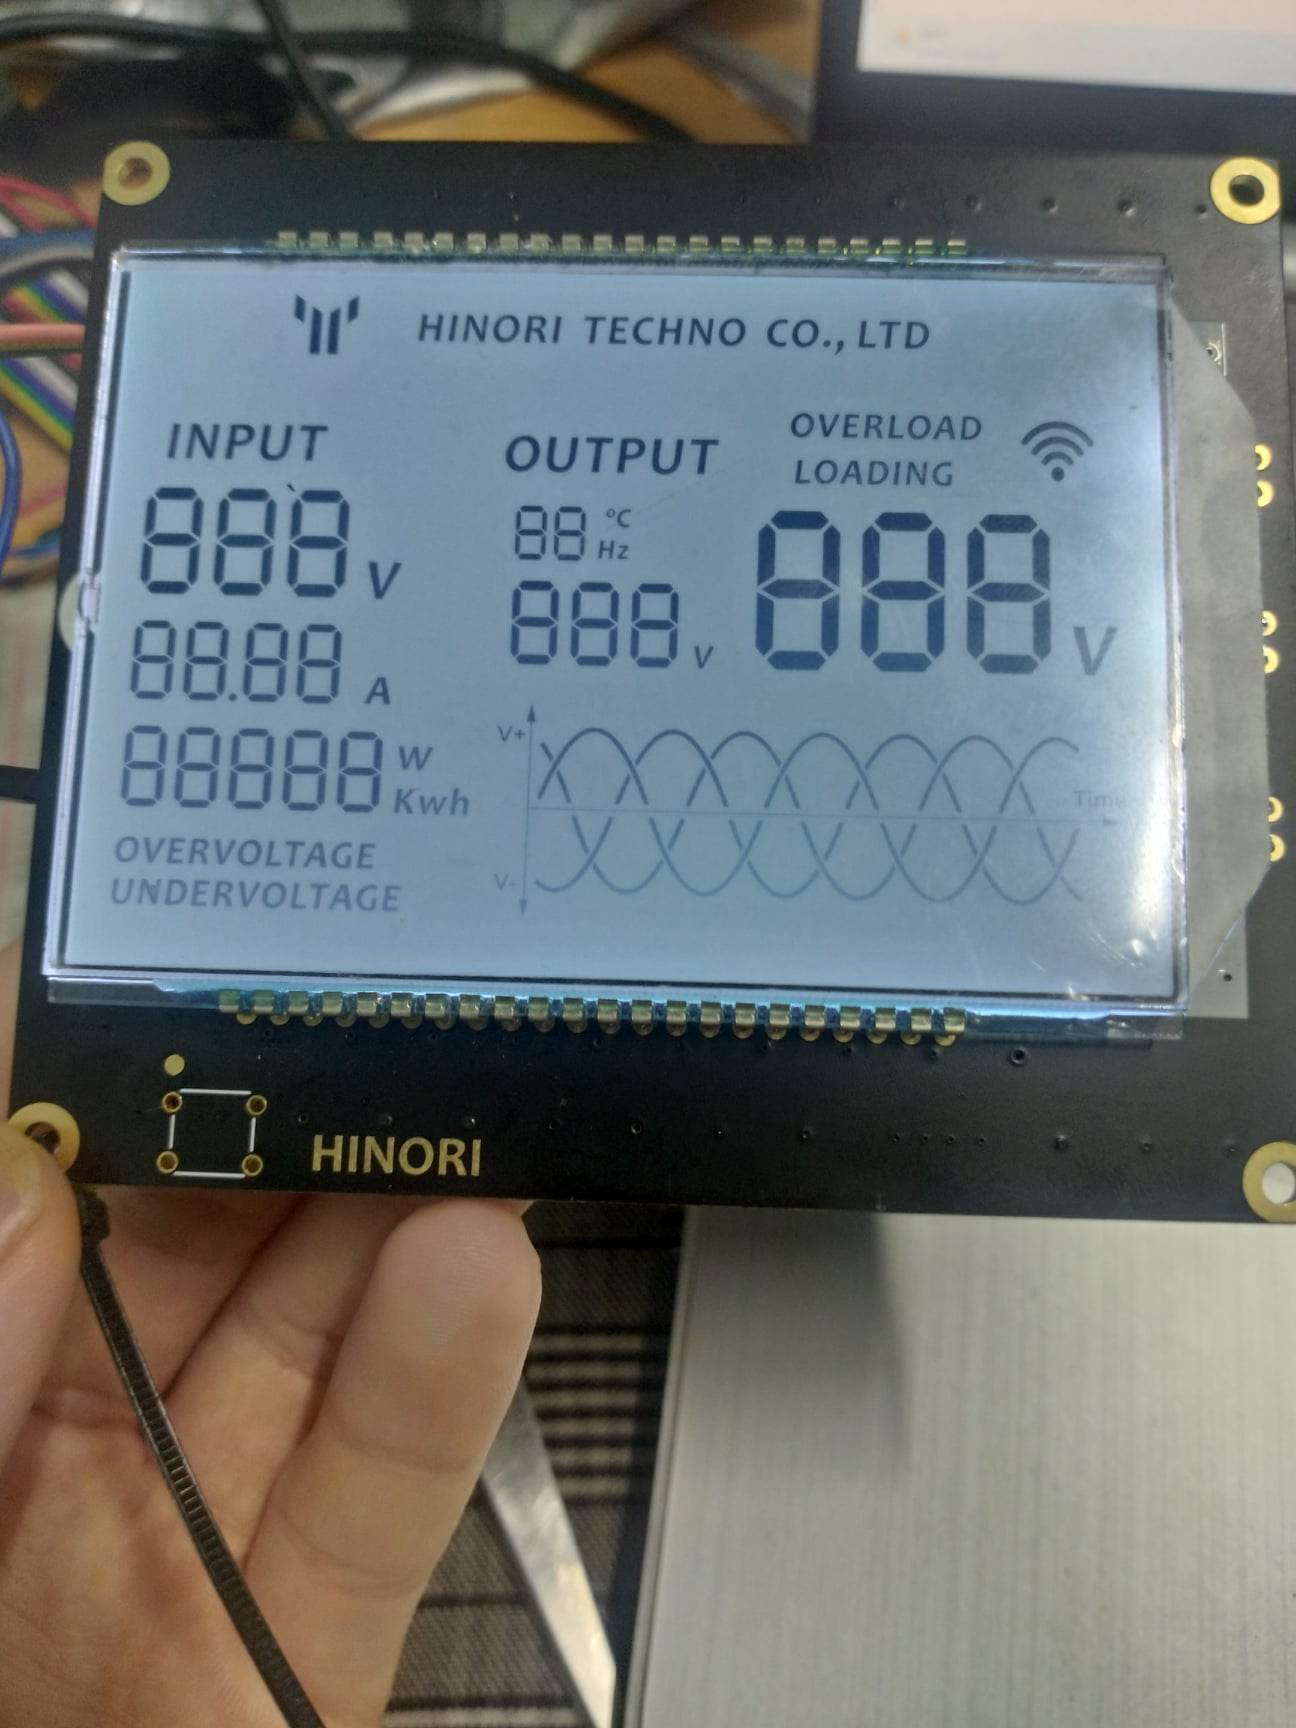 HINORI TECHNO CO., LTD
INPUT
888 V
88.88 A
88888 W
Kwh
OVERVOLTAGE
UNDERVOLTAGE
OUTPUT
88 °C
Hz
888 V
OVERLOAD
LOADING
888 V
V+
Time
V-
HINORI